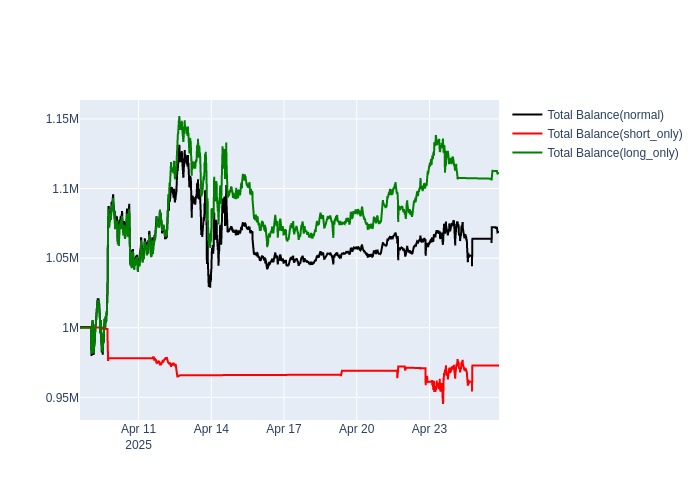 1.15M
1.1M
1.05M
1M
0.95M
Apr 11
2025
Apr 14
Apr 17
Apr 20
Apr 23
Total Balance(normal)
Total Balance(short_only)
Total Balance(long_only)